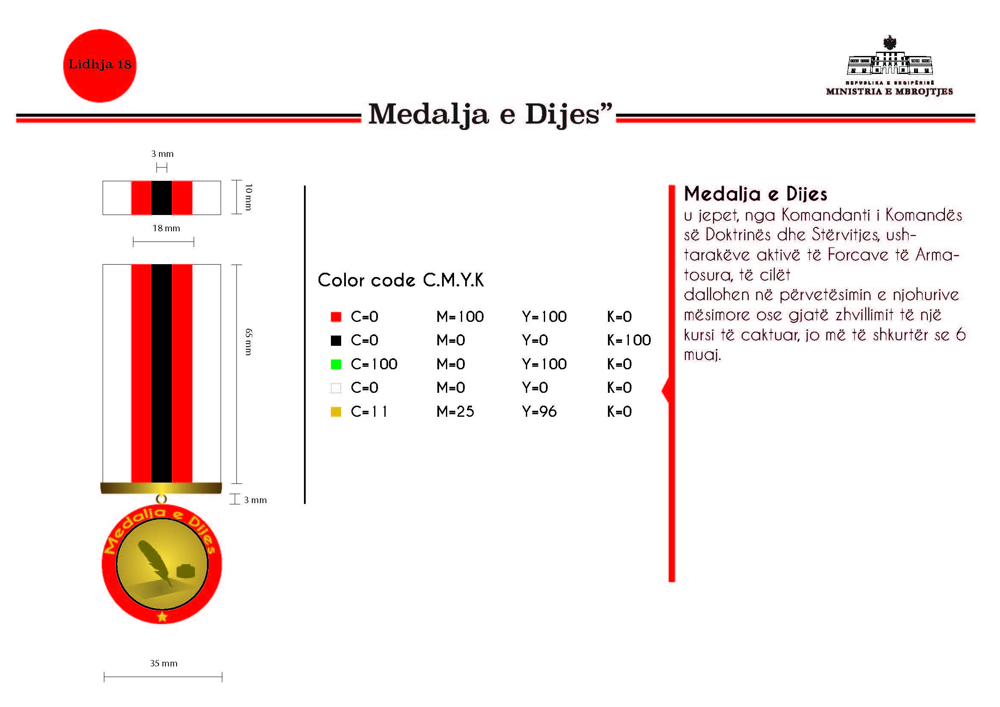 Lidhja 18
REPUBLIKA E SHQIPËRISË
MINISTRIA E MBROJTJES
Medalja e Dijes”
3 mm
10 mm
18 mm
65 mm
3 mm
Medalja e Dijes
35 mm
Color code C.M.Y.K
C=0 M=100 Y=100 K=0
C=0 M=0 Y=0 K=100
C=100 M=0 Y=100 K=0
C=0 M=0 Y=0 K=0
C=11 M=25 Y=96 K=0
Medalja e Dijes
u jepet, nga Komandanti i Komandës
së Doktrinës dhe Stërvitjes, ush-
tarakëve aktivë të Forcave të Arma-
tosura, të cilët
dallohen në përvetësimin e njohurive
mësimore ose gjatë zhvillimit të një
kursi të caktuar, jo më të shkurtër se 6
muaj.